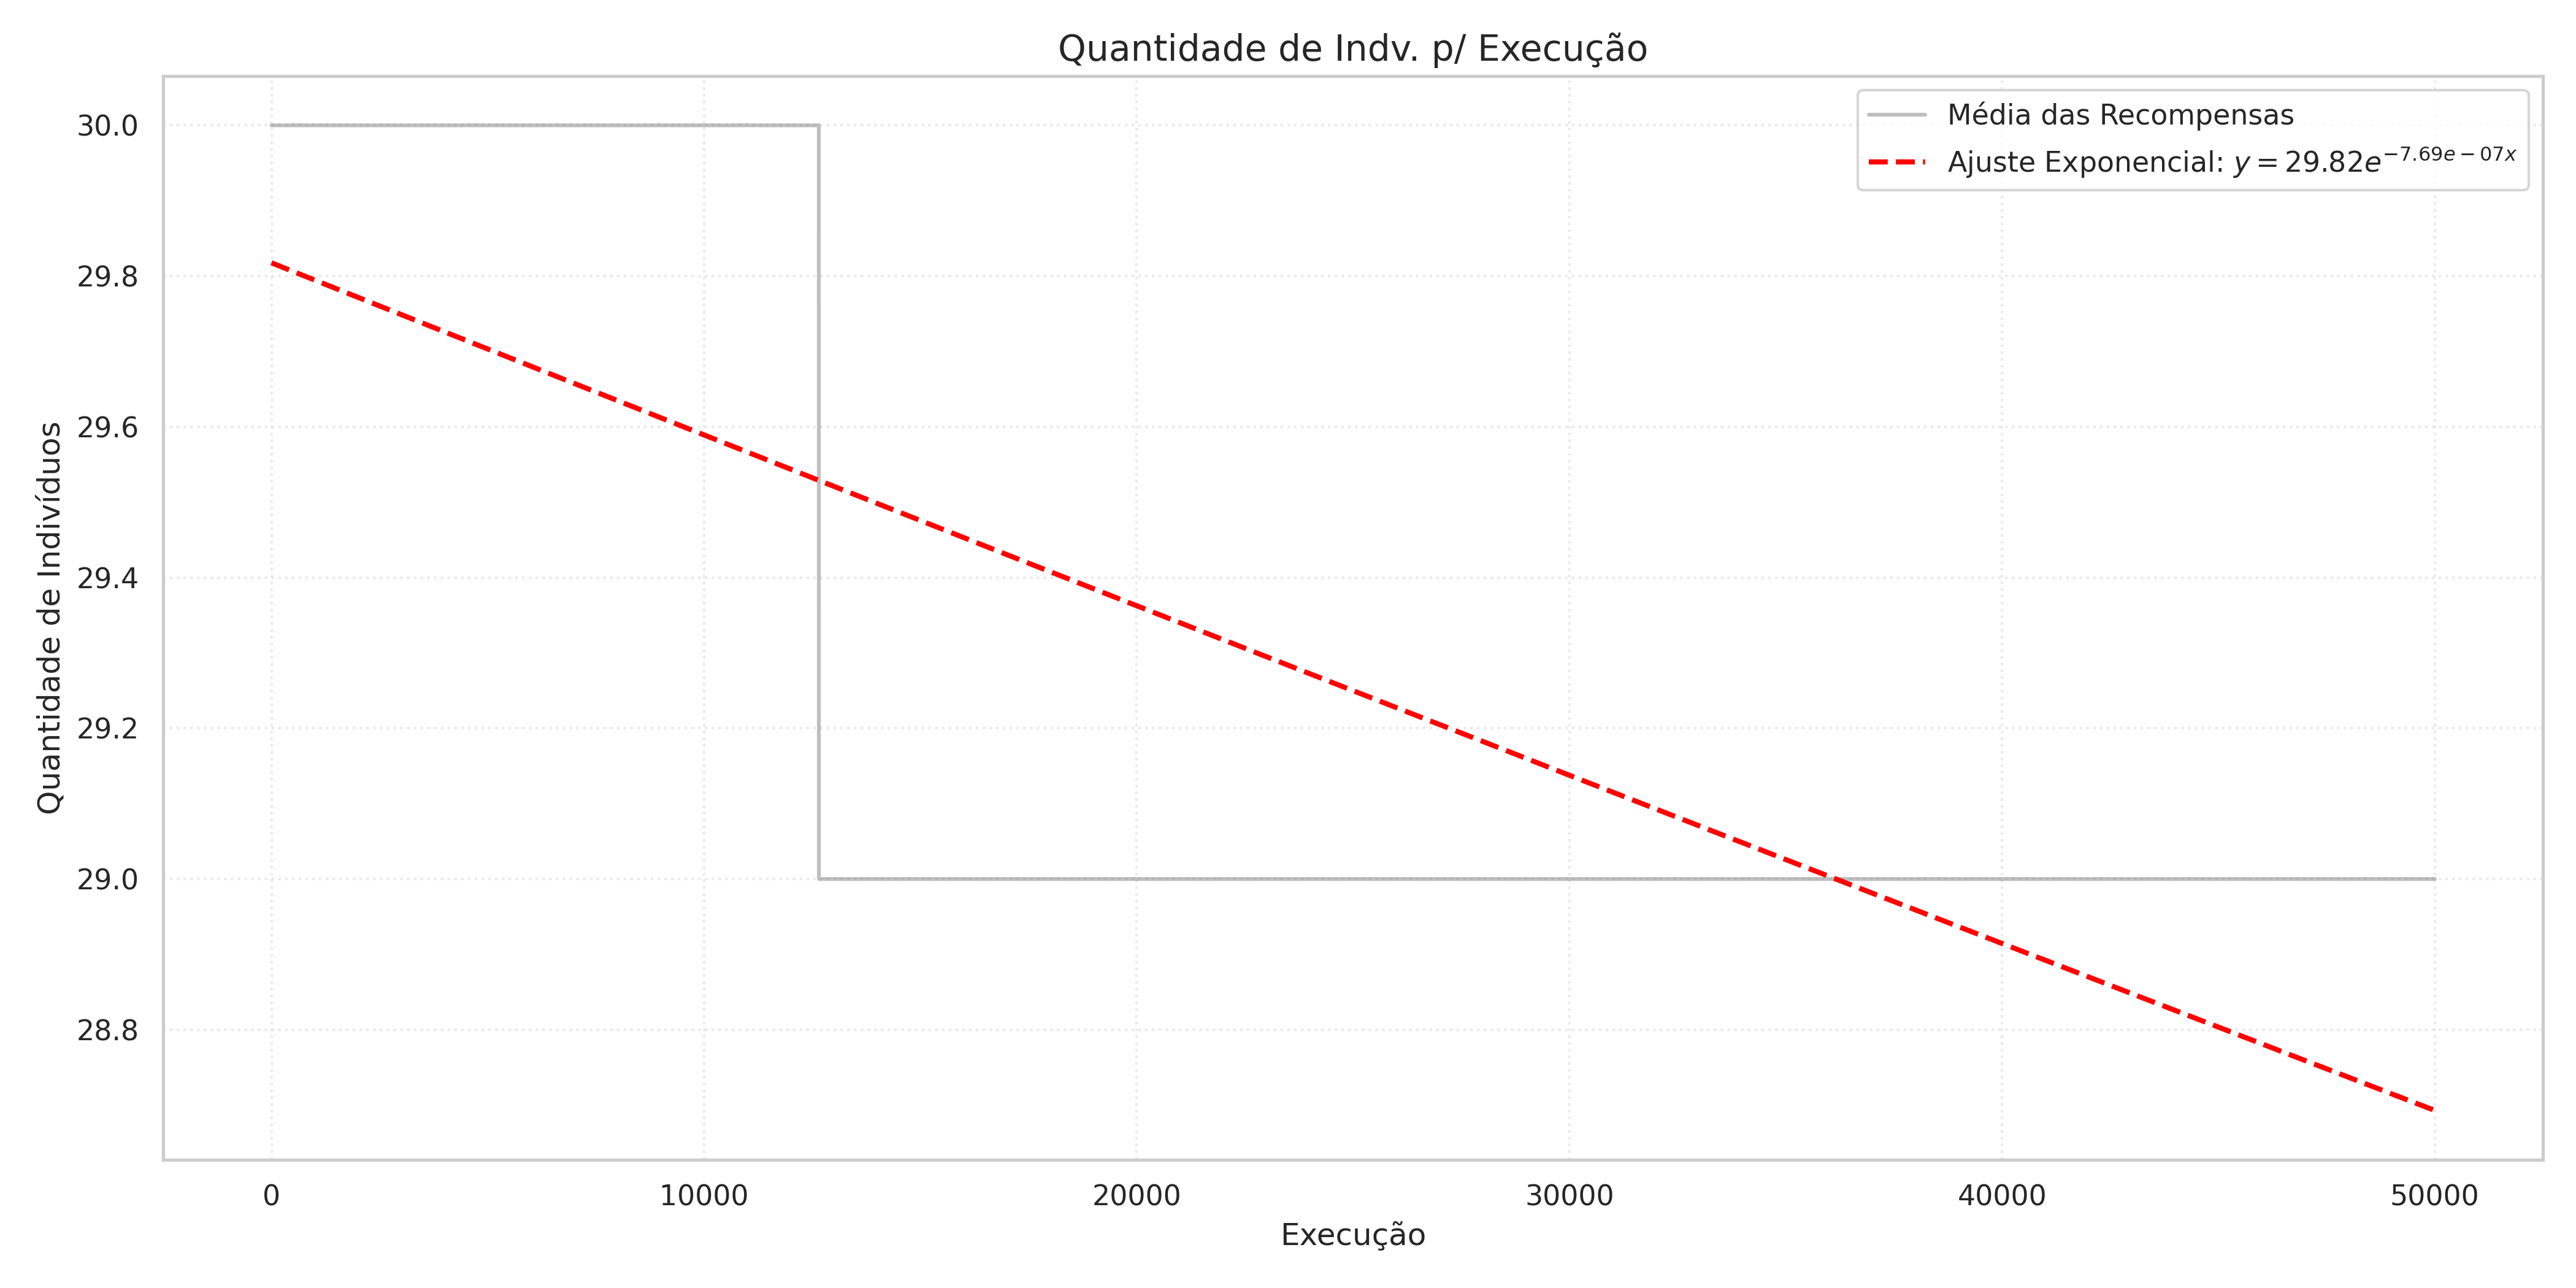 Quantidade de Indv. p/ Execução
Média das Recompensas
Ajuste Exponencial: y = 29.82e^{-7.69e-07x}
Quantidade de Indivíduos
30.0
29.8
29.6
29.4
29.2
29.0
28.8
0 10000 20000 30000 40000 50000
Execução